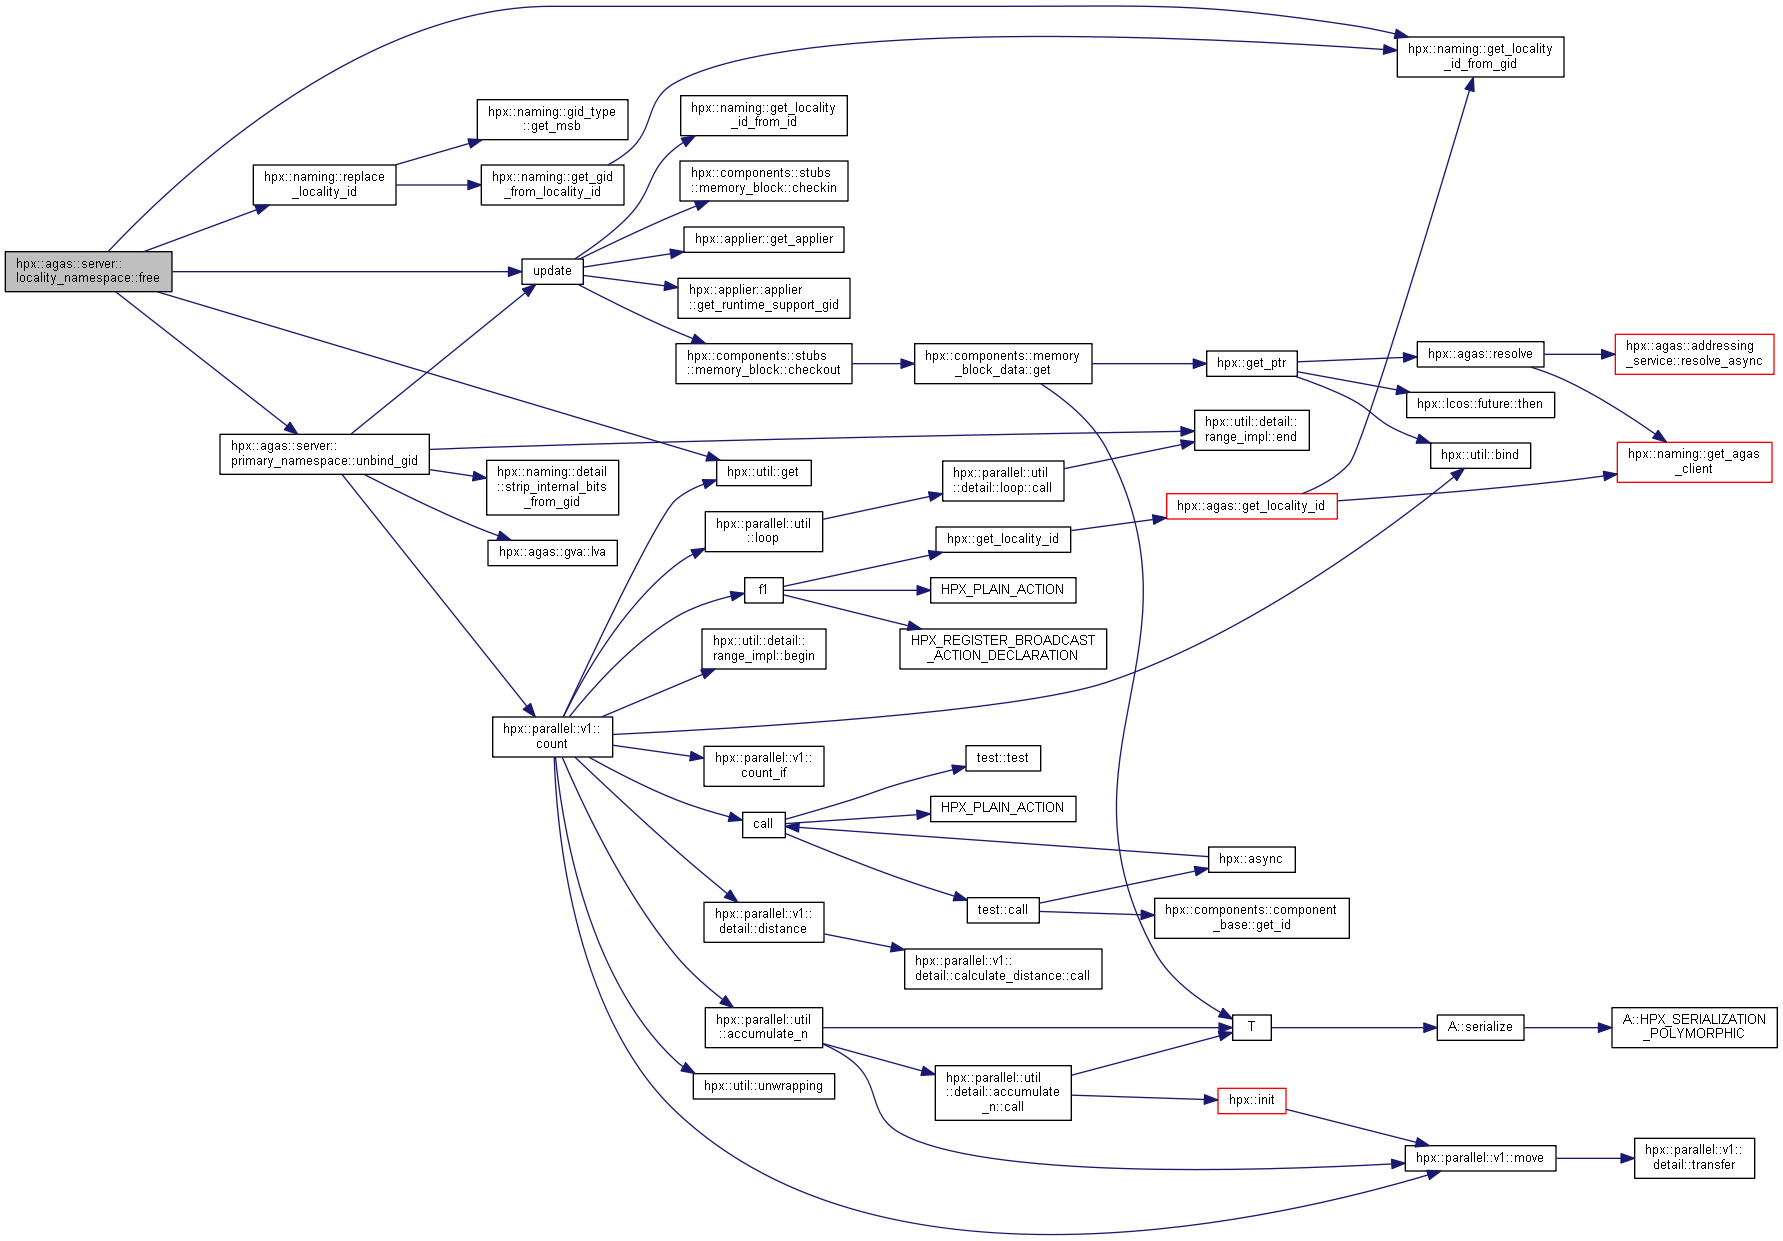 hpx::naming::get_locality
_id_from_gid
hpx::naming::gid_type
::get_msb
hpx::naming::get_locality
_id_from_id
hpx::naming::replace
_locality_id
hpx::naming::get_gid
_from_locality_id
hpx::components::stubs
::memory_block::checkin
hpx::applier::get_applier
hpx::agas::server::
locality_namespace::free
update
hpx::applier::applier
::get_runtime_support_gid
hpx::components::stubs
::memory_block::checkout
hpx::components::memory
_block_data::get
hpx::get_ptr
hpx::agas::resolve
hpx::agas::addressing
_service::resolve_async
hpx::lcos::future::then
hpx::util::detail::
range_impl::end
hpx::agas::server::
primary_namespace::unbind_gid
hpx::util::bind
hpx::naming::get_agas
_client
hpx::naming::detail
::strip_internal_bits
_from_gid
hpx::util::get
hpx::parallel::util
::detail::loop::call
hpx::agas::get_locality_id
hpx::parallel::util
::loop
hpx::get_locality_id
hpx::agas::gva::lva
f1
HPX_PLAIN_ACTION
hpx::util::detail::
range_impl::begin
HPX_REGISTER_BROADCAST
_ACTION_DECLARATION
hpx::parallel::v1::
count
hpx::parallel::v1::
count_if
test::test
HPX_PLAIN_ACTION
call
hpx::async
test::call
hpx::components::component
_base::get_id
hpx::parallel::v1::
detail::distance
hpx::parallel::v1::
detail::calculate_distance::call
hpx::parallel::util
::accumulate_n
T
A::serialize
A::HPX_SERIALIZATION
_POLYMORPHIC
hpx::util::unwrapping
hpx::parallel::util
::detail::accumulate
_n::call
hpx::init
hpx::parallel::v1::move
hpx::parallel::v1::
detail::transfer